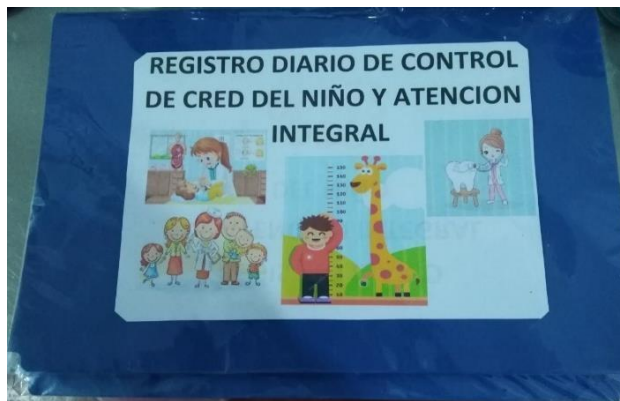 REGISTRO DIARIO DE CONTROL
DE CRED DEL NIÑO Y ATENCION
INTEGRAL